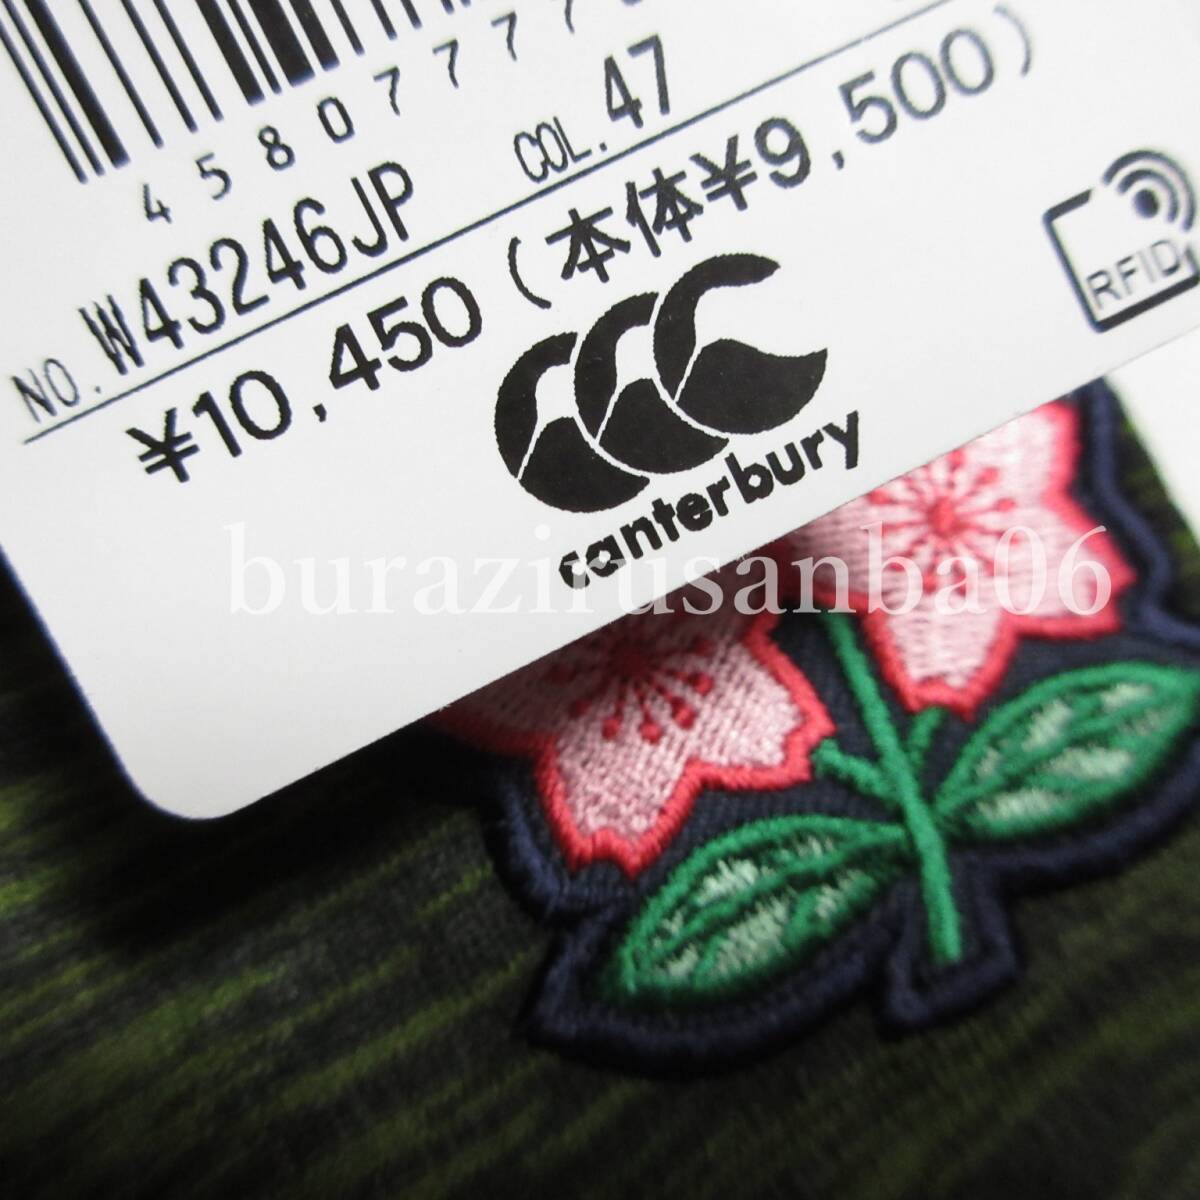 4580777
NO. W43246JP COL. 47
¥10,450(本体¥9,500)
RFID
canterbury
burazirusanba06